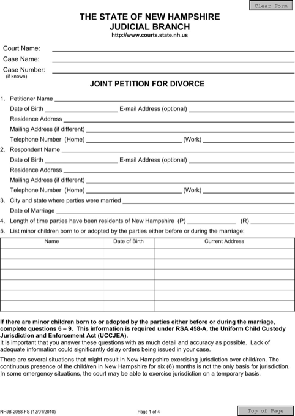 Clear Form
THE STATE OF NEW HAMPSHIRE
JUDICIAL BRANCH
http://www.courts.state.nh.us
Court Name:
Case Name:
Case Number:
(if known)
JOINT PETITION FOR DIVORCE
1. Petitioner Name
Date of Birth E-mail Address (optional)
Residence Address
Mailing Address (if different)
Telephone Number (Home) (Work)
2. Respondent Name
Date of Birth E-mail Address (optional)
Residence Address
Mailing Address (if different)
Telephone Number (Home) (Work)
3. City and state where parties were married
Date of Marriage
4. Length of time parties have been residents of New Hampshire (P) (R)
5. List minor children born to or adopted by the parties either before or during the marriage:
Name Date of Birth Current Address
If there are minor children born to or adopted by the parties either before or during the marriage,
complete questions 6 – 9. This information is required under RSA 458-A, the Uniform Child Custody
Jurisdiction and Enforcement Act (UCCJEA).
It is important that you answer these questions with as much detail and accuracy as possible. Lack of
adequate information could significantly delay orders being issued in your case.
There are several situations that might result in New Hampshire exercising jurisdiction over children. The
continuous presence of the children in New Hampshire for six (6) months is not the only basis for jurisdiction.
In some emergency situations, the court may be able to exercise jurisdiction on a temporary basis.
Page 1 of 4
Top of Page